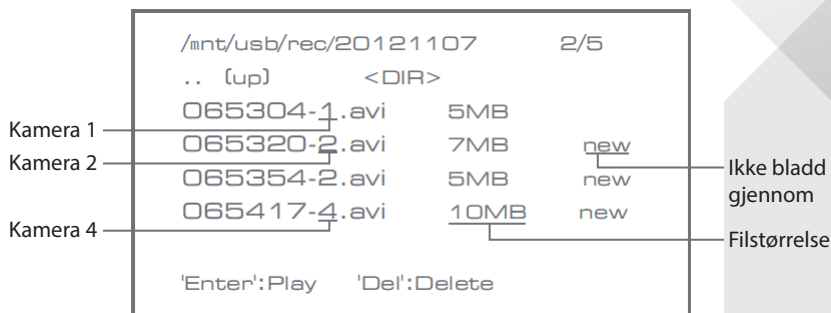 /mnt/usb/rec/20121107 2/5
.. (up) <DIR>
065304-1.avi 5MB
065320-2.avi 7MB new
065354-2.avi 5MB new
065417-4.avi 10MB new
'Enter':Play 'Del':Delete
Kamera 1
Kamera 2
Kamera 4
Ikke bladd
gjennom
Filstørrelse